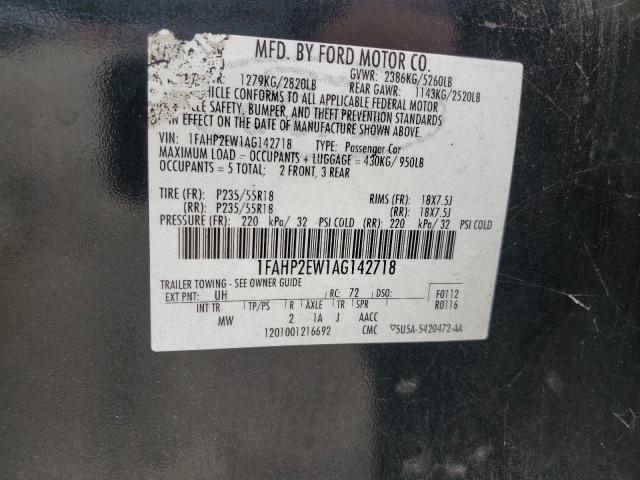 MFD. BY FORD MOTOR CO.
GVWR: 2386KG/5260LB
1279KG/2820LB REAR GAWR: 1143KG/2520LB
VEHICLE CONFORMS TO ALL APPLICABLE FEDERAL MOTOR
SAFETY, BUMPER, AND THEFT PREVENTION STANDARDS
IN EFFECT ON THE DATE OF MANUFACTURE SHOWN ABOVE.
VIN: 1FAHP2EW1AG142718 TYPE: Passenger Car
MAXIMUM LOAD = OCCUPANTS + LUGGAGE = 430KG/950LB
OCCUPANTS = 5 TOTAL; 2 FRONT, 3 REAR
TIRE (FR): P235/55R18 RIMS (FR): 18X7.5J
(RR): P235/55R18 (RR): 18X7.5J
PRESSURE (FR): 220 kPa/ 32 PSI COLD (RR): 220 kPa/ 32 PSI COLD
1FAHP2EW1AG142718
TRAILER TOWING - SEE OWNER GUIDE
EXT PNT: UH RC: 72 DSO: F0112
INT TR TP/PS R AXLE TR SPR R0116
MW 2 1A J AACC
1201001216692 CMC 5U5A-5420472-AA